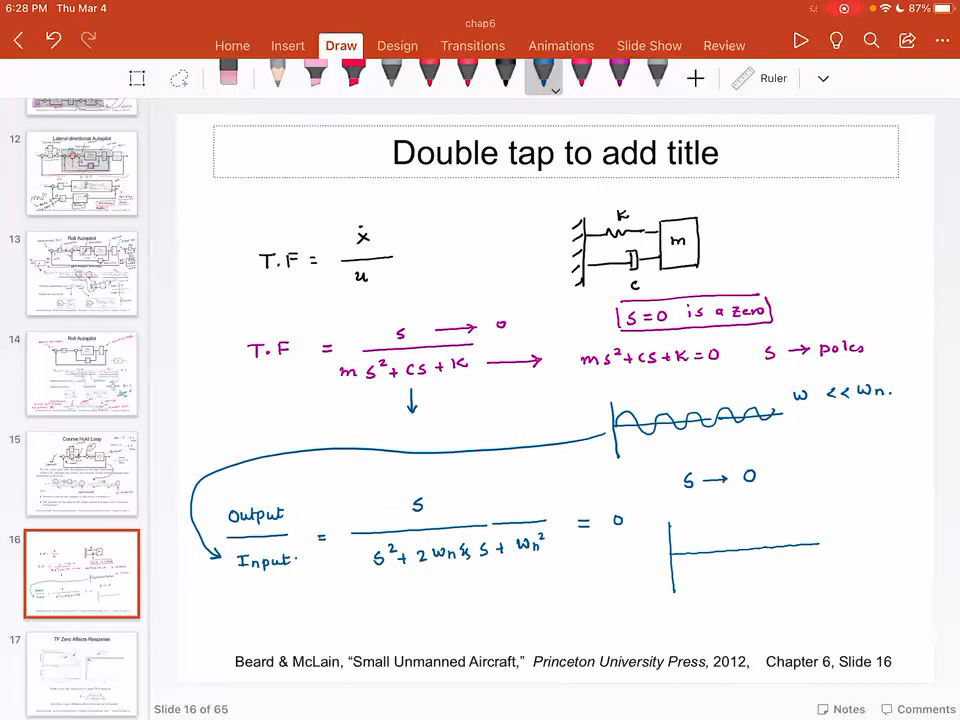 6:28 PM Thu Mar 4
87%
chap6
Home Insert Draw Design Transitions Animations Slide Show Review
Ruler
12
Lateral-directional Autopilot
13
Roll Autopilot
14
Roll Autopilot
15
Course Hold Loop
16
17
TF Zero Affects Response
Double tap to add title
K
m
c
T.F = ẋ
u
S=0 is a zero
T.F = s → 0
m s² + cs + K → ms² + cs + K = 0 s → poles
ω << ωn.
s → 0
Output = s = 0
Input. s² + 2 ωn ξ s + ωn²
Beard & McLain, “Small Unmanned Aircraft,” Princeton University Press, 2012, Chapter 6, Slide 16
Slide 16 of 65
Notes Comments